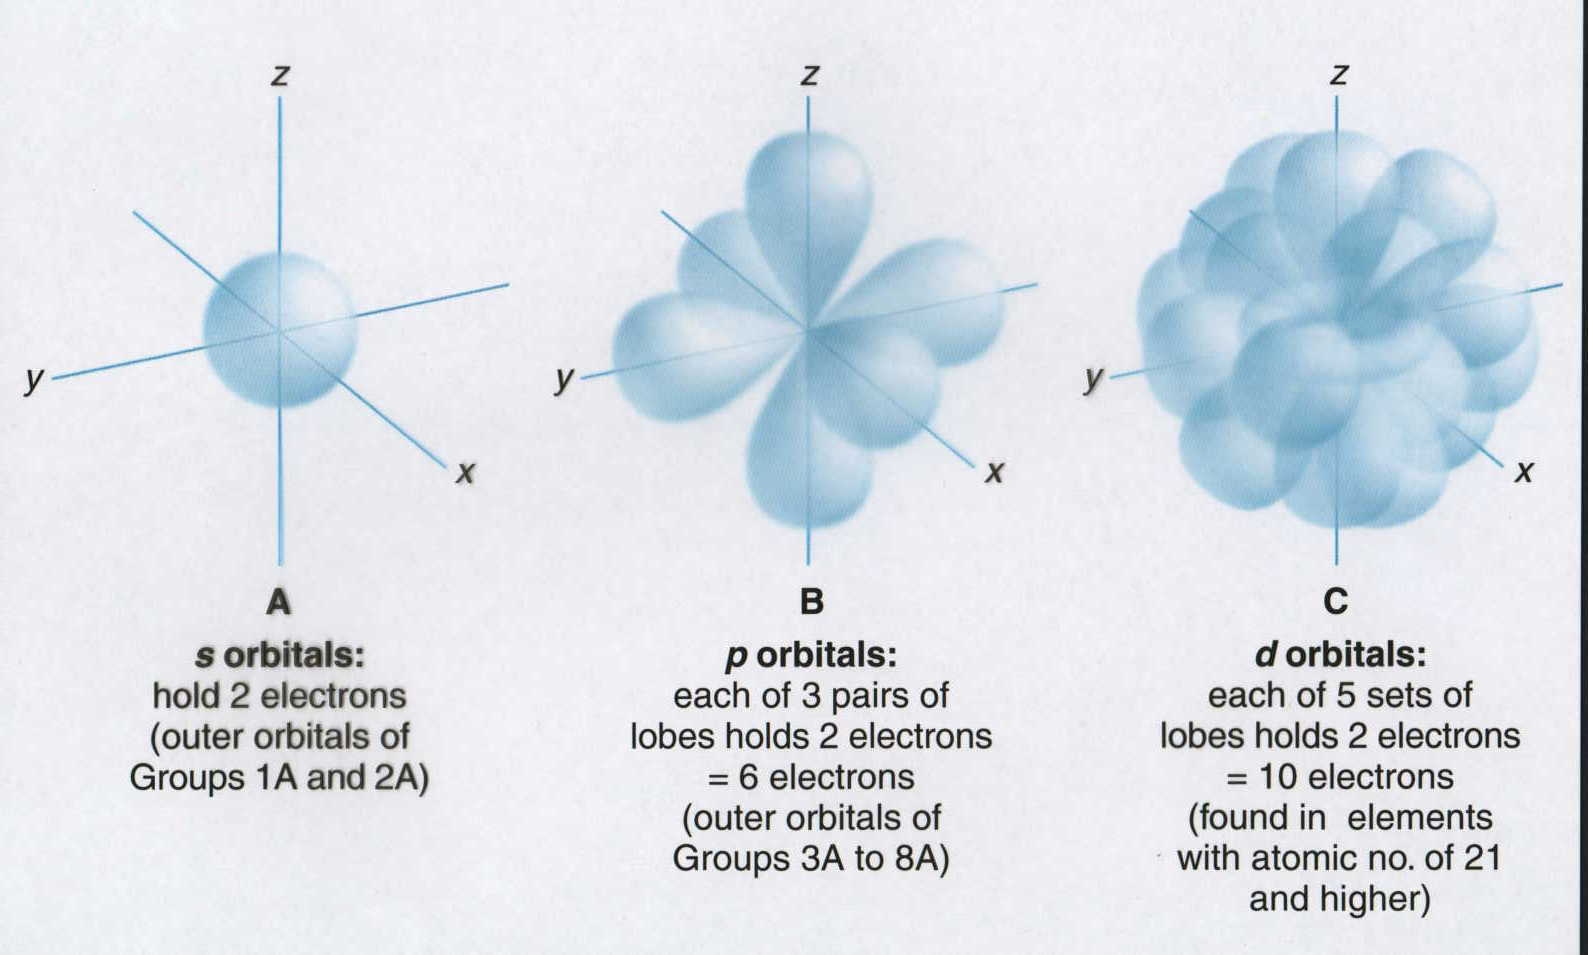 z
y
x
A
s orbitals:
hold 2 electrons
(outer orbitals of
Groups 1A and 2A)
z
y
x
B
p orbitals:
each of 3 pairs of
lobes holds 2 electrons
= 6 electrons
(outer orbitals of
Groups 3A to 8A)
z
y
x
C
d orbitals:
each of 5 sets of
lobes holds 2 electrons
= 10 electrons
(found in elements
with atomic no. of 21
and higher)